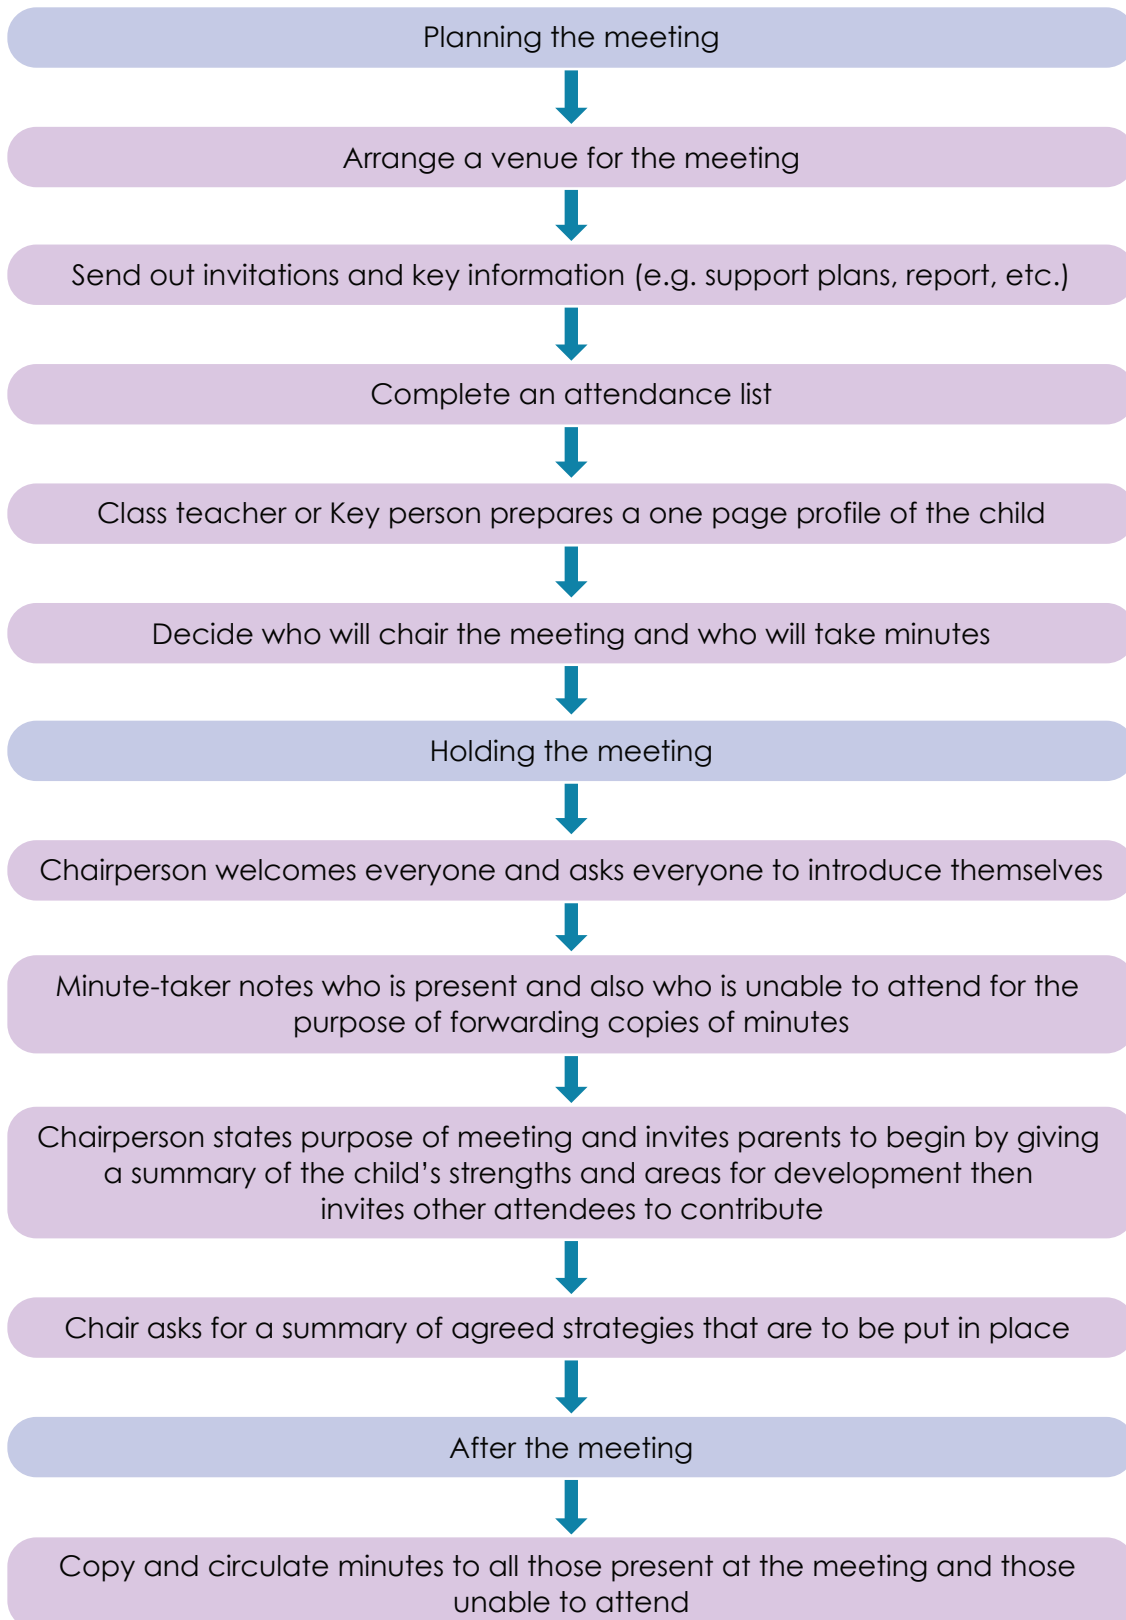 Planning the meeting
Arrange a venue for the meeting
Send out invitations and key information (e.g. support plans, report, etc.)
Complete an attendance list
Class teacher or Key person prepares a one page profile of the child
Decide who will chair the meeting and who will take minutes
Holding the meeting
Chairperson welcomes everyone and asks everyone to introduce themselves
Minute-taker notes who is present and also who is unable to attend for the
purpose of forwarding copies of minutes
Chairperson states purpose of meeting and invites parents to begin by giving
a summary of the child’s strengths and areas for development then
invites other attendees to contribute
Chair asks for a summary of agreed strategies that are to be put in place
After the meeting
Copy and circulate minutes to all those present at the meeting and those
unable to attend